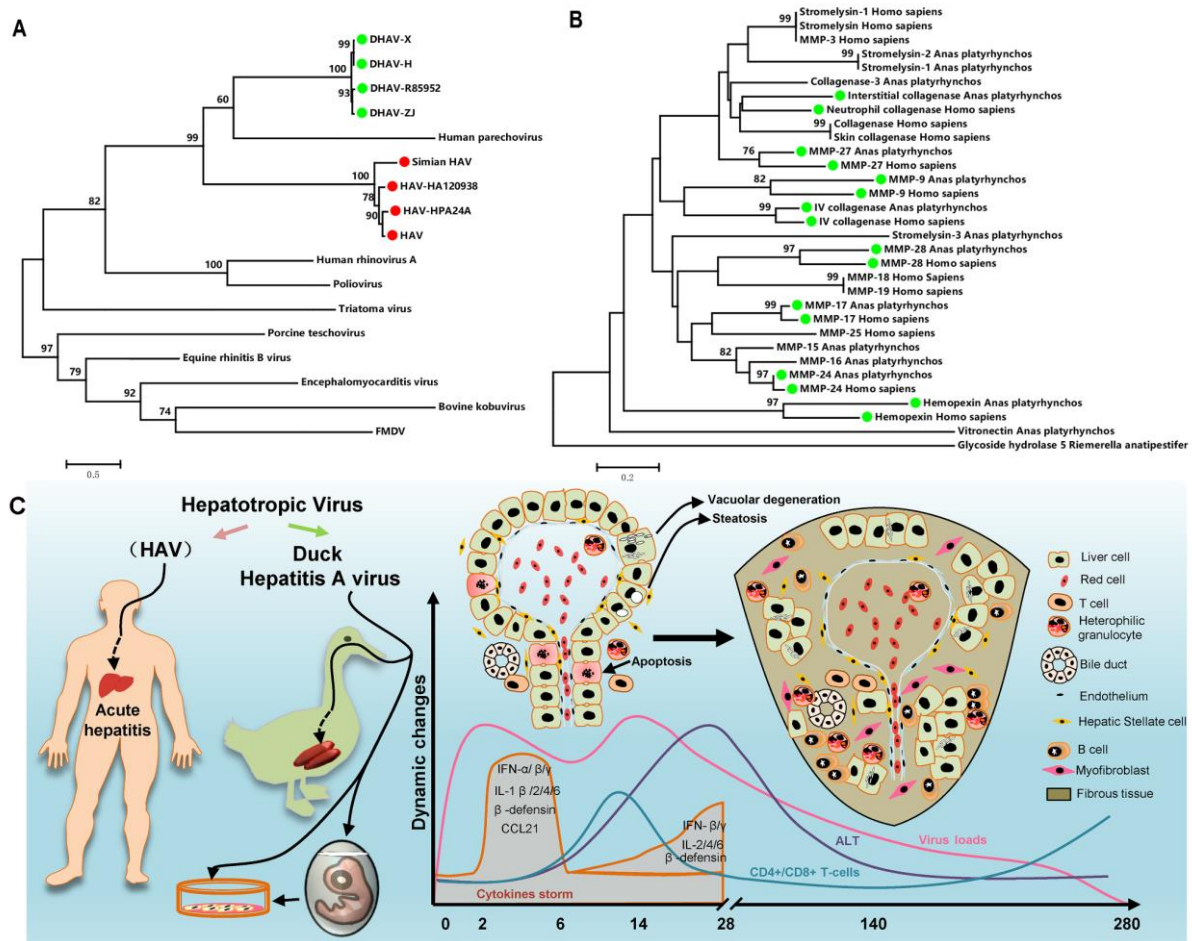 A
DHAV-X
DHAV-H
DHAV-R85952
DHAV-ZJ
Human parechovirus
Simian HAV
HAV-HA120938
HAV-HPA24A
HAV
Human rhinovirus A
Poliovirus
Triatoma virus
Porcine teschovirus
Equine rhinitis B virus
Encephalomyocarditis virus
Bovine kobuvirus
FMDV
99
100
93
60
99
100
78
90
82
100
97
79
92
74
0.5
B
Stromelysin-1 Homo sapiens
Stromelysin Homo sapiens
MMP-3 Homo sapiens
Stromelysin-2 Anas platyrhynchos
Stromelysin-1 Anas platyrhynchos
Collagenase-3 Anas platyrhynchos
Interstitial collagenase Anas platyrhynchos
Neutrophil collagenase Homo sapiens
Collagenase Homo sapiens
Skin collagenase Homo sapiens
MMP-27 Anas platyrhynchos
MMP-27 Homo sapiens
MMP-9 Anas platyrhynchos
MMP-9 Homo sapiens
IV collagenase Anas platyrhynchos
IV collagenase Homo sapiens
Stromelysin-3 Anas platyrhynchos
MMP-28 Anas platyrhynchos
MMP-28 Homo sapiens
MMP-18 Homo Sapiens
MMP-19 Homo sapiens
MMP-17 Anas platyrhynchos
MMP-17 Homo sapiens
MMP-25 Homo sapiens
MMP-15 Anas platyrhynchos
MMP-16 Anas platyrhynchos
MMP-24 Anas platyrhynchos
MMP-24 Homo sapiens
Hemopexin Anas platyrhynchos
Hemopexin Homo sapiens
Vitronectin Anas platyrhynchos
Glycoside hydrolase 5 Riemerella anatipestifer
99
99
99
76
82
99
97
99
99
82
97
97
0.2
C
Hepatotropic Virus
（HAV）
Duck
Hepatitis A virus
Acute
hepatitis
Vacuolar degeneration
Steatosis
Apoptosis
Liver cell
Red cell
T cell
Heterophilic
granulocyte
Bile duct
Endothelium
Hepatic Stellate cell
B cell
Myofibroblast
Fibrous tissue
Dynamic changes
IFN-α/ β/γ
IL-1 β /2/4/6
β -defensin
CCL21
IFN- β/γ
IL-2/4/6
β -defensin
ALT
Virus loads
CD4+/CD8+ T-cells
Cytokines storm
0 2 6 14 28 140 280